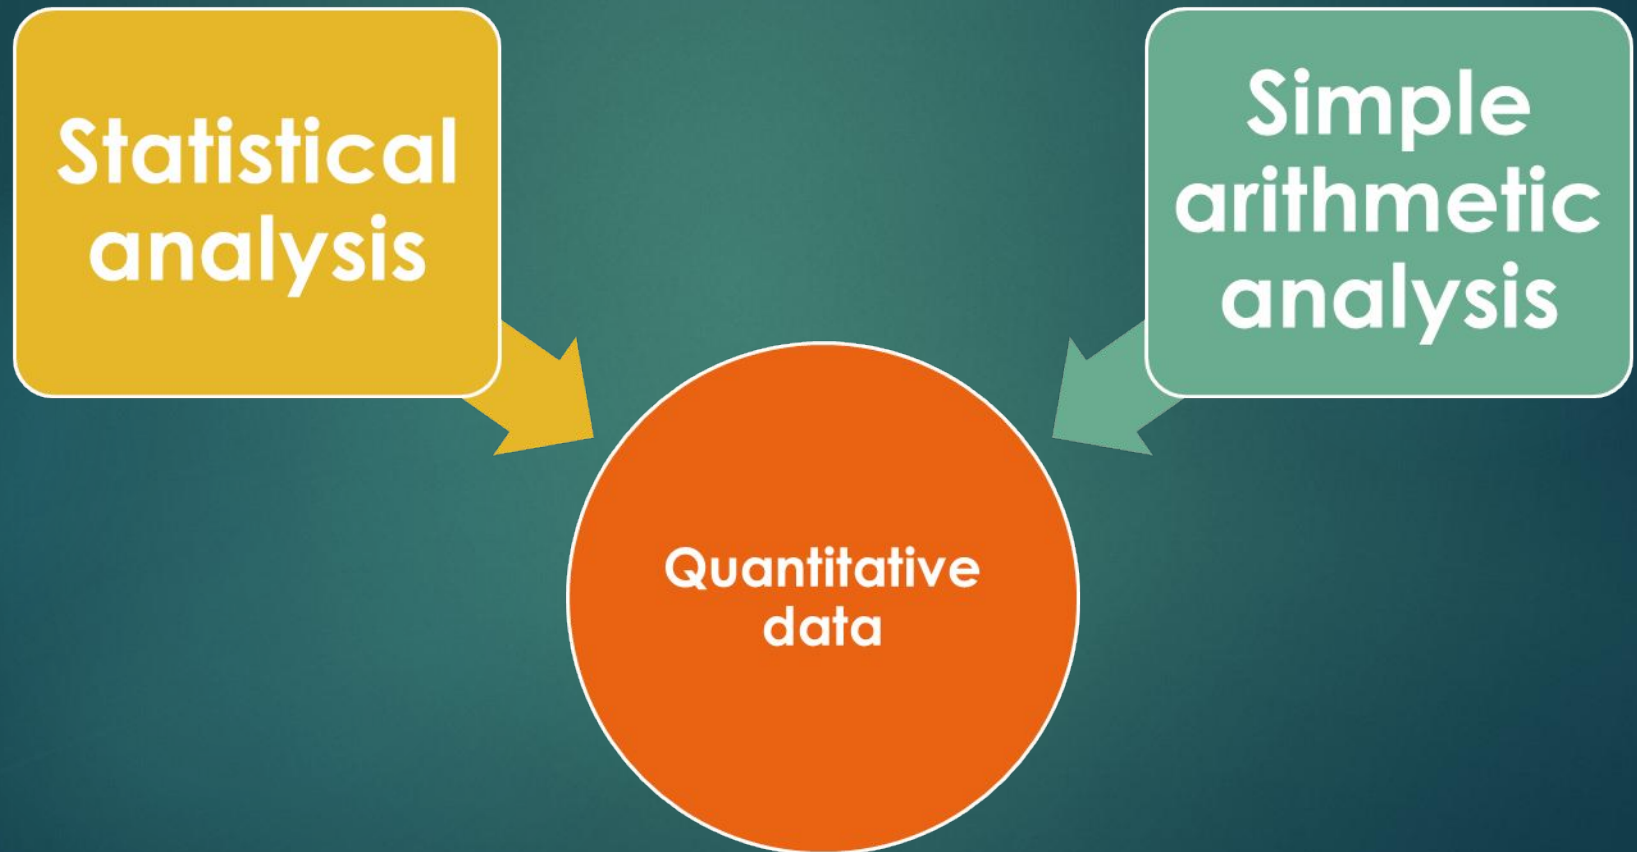 Statistical
analysis
Simple
arithmetic
analysis
Quantitative
data